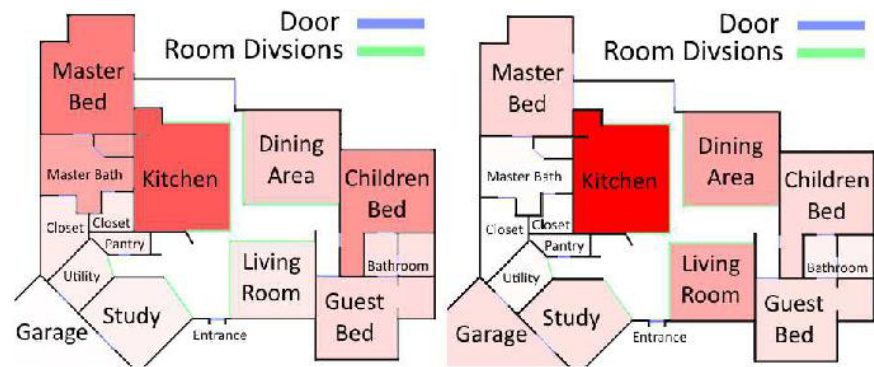 Door
Room Divsions
Master
Bed
Dining
Area
Master Bath
Kitchen
Children
Bed
Closet
Closet
Pantry
Utility
Living
Room
Bathroom
Study
Guest
Bed
Garage
Entrance
Door
Room Divsions
Master
Bed
Dining
Area
Master Bath
Kitchen
Children
Bed
Closet
Closet
Pantry
Utility
Living
Room
Bathroom
Study
Guest
Bed
Garage
Entrance